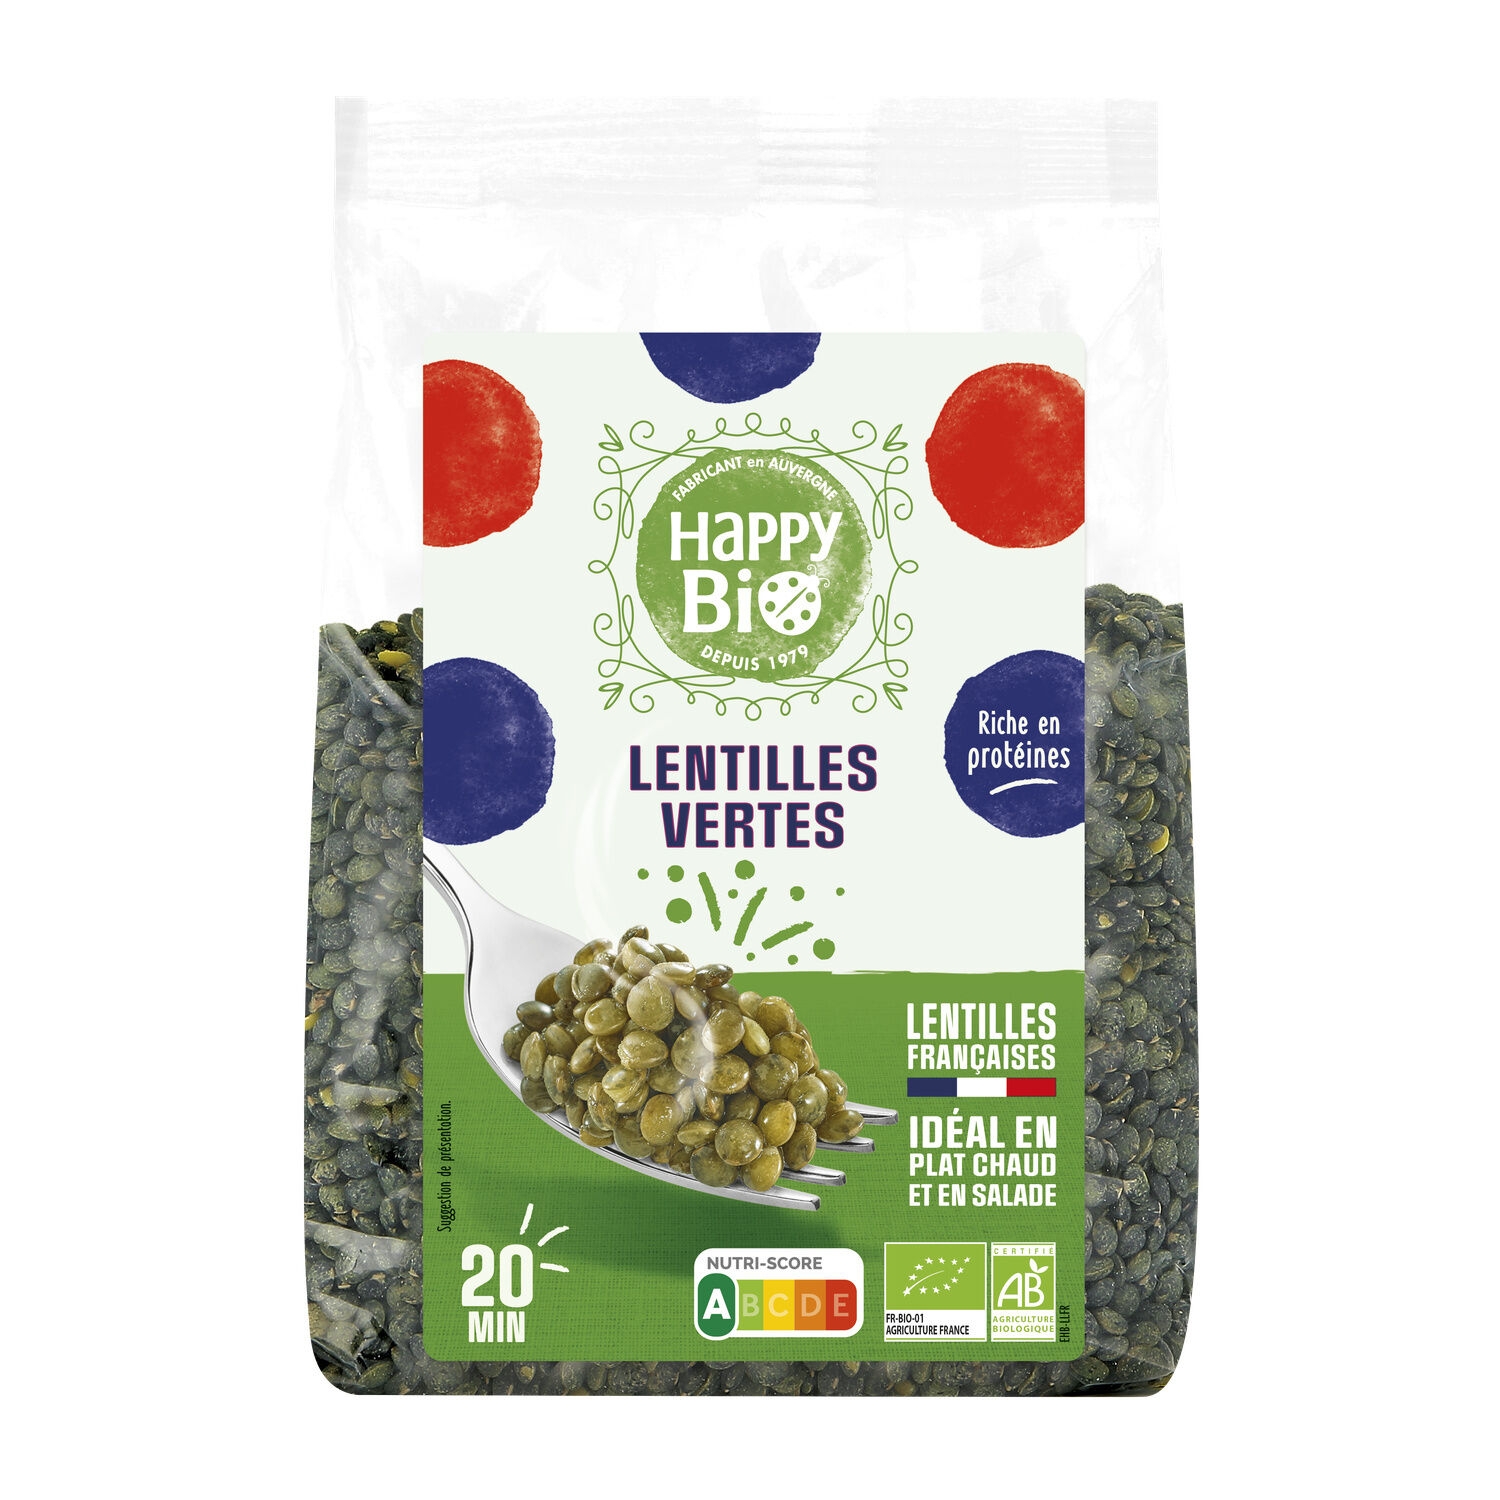 FABRICANT en AUVERGNE
HaPPy
BiO
DEPUIS 1979
Riche en
protéines
LENTILLES
VERTES
LENTILLES
FRANÇAISES
IDÉAL EN
PLAT CHAUD
ET EN SALADE
Suggestion de présentation.
20
MIN
NUTRI-SCORE
A B C D E
FR-BIO-01
AGRICULTURE FRANCE
CERTIFIÉ
AB
AGRICULTURE
BIOLOGIQUE
EHB-LLFR